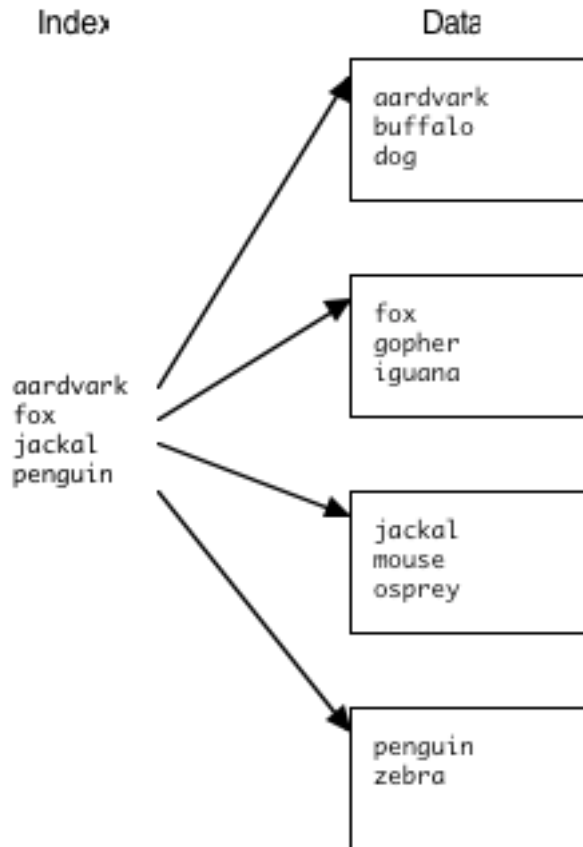 Index
Data
aardvark
buffalo
dog
fox
gopher
iguana
aardvark
fox
jackal
penguin
jackal
mouse
osprey
penguin
zebra